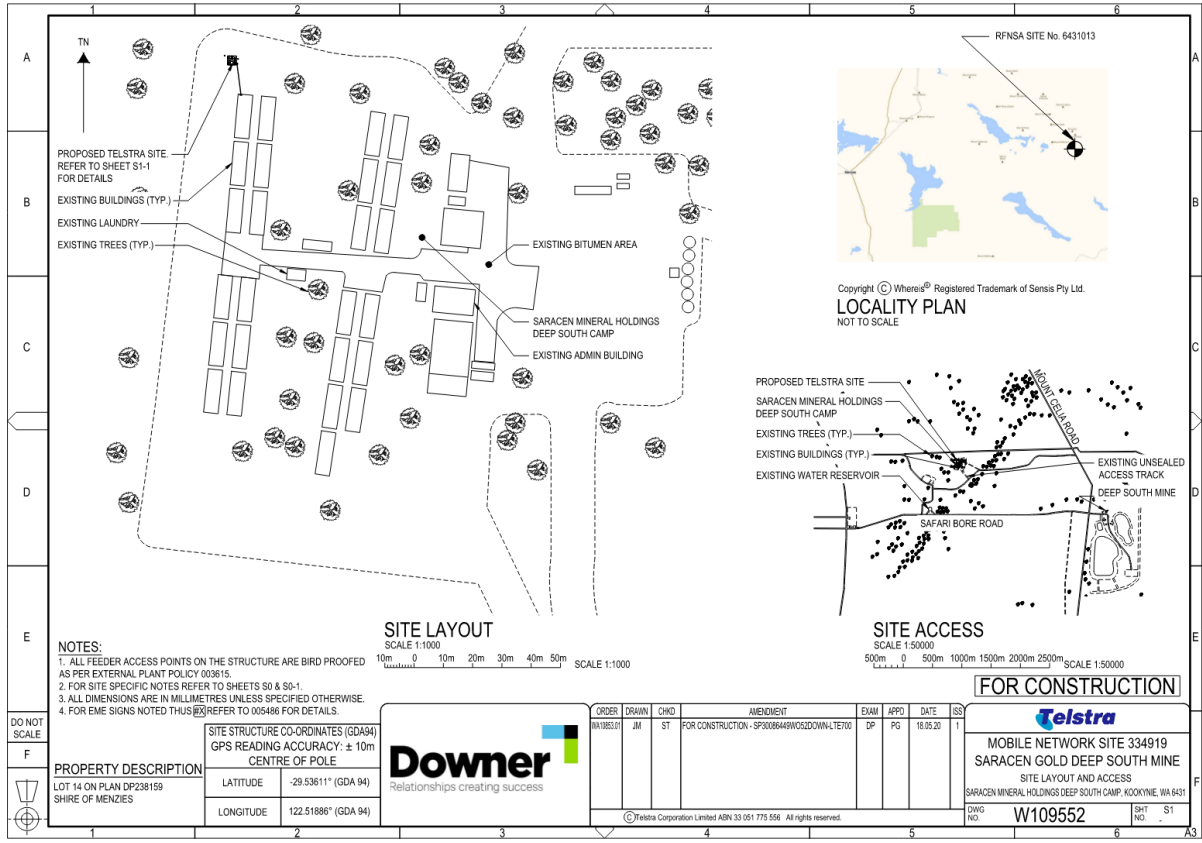 1 2 3 4 5 6
A
B
C
D
E
F
A
B
C
D
E
F
TN
PROPOSED TELSTRA SITE.
REFER TO SHEET S1-1
FOR DETAILS
EXISTING BUILDINGS (TYP.)
EXISTING LAUNDRY
EXISTING TREES (TYP.)
EXISTING BITUMEN AREA
SARACEN MINERAL HOLDINGS
DEEP SOUTH CAMP
EXISTING ADMIN BUILDING
RFNSA SITE No. 6431013
Copyright © Whereis® Registered Trademark of Sensis Pty Ltd.
LOCALITY PLAN
NOT TO SCALE
PROPOSED TELSTRA SITE
SARACEN MINERAL HOLDINGS
DEEP SOUTH CAMP
EXISTING TREES (TYP.)
EXISTING BUILDINGS (TYP.)
EXISTING WATER RESERVOIR
MOUNT CELIA ROAD
EXISTING UNSEALED
ACCESS TRACK
DEEP SOUTH MINE
SAFARI BORE ROAD
SITE LAYOUT
SCALE 1:1000
10m 0 10m 20m 30m 40m 50m SCALE 1:1000
SITE ACCESS
SCALE 1:50000
500m 0 500m 1000m 1500m 2000m 2500m SCALE 1:50000
NOTES:
1. ALL FEEDER ACCESS POINTS ON THE STRUCTURE ARE BIRD PROOFED
AS PER EXTERNAL PLANT POLICY 003615.
2. FOR SITE SPECIFIC NOTES REFER TO SHEETS S0 & S0-1.
3. ALL DIMENSIONS ARE IN MILLIMETRES UNLESS SPECIFIED OTHERWISE.
4. FOR EME SIGNS NOTED THUS #X REFER TO 005486 FOR DETAILS.
FOR CONSTRUCTION
DO NOT
SCALE
PROPERTY DESCRIPTION
LOT 14 ON PLAN DP238159
SHIRE OF MENZIES
SITE STRUCTURE CO-ORDINATES (GDA94)
GPS READING ACCURACY: ± 10m
CENTRE OF POLE
LATITUDE -29.53611° (GDA 94)
LONGITUDE 122.51886° (GDA 94)
Downer
Relationships creating success
ORDER DRAWN CHKD AMENDMENT EXAM APPD DATE ISS
WA10853.01 JM ST FOR CONSTRUCTION - SP30086449WO52DOWN-LTE700 DP PG 18.05.20 1
© Telstra Corporation Limited ABN 33 051 775 556 All rights reserved.
Telstra
MOBILE NETWORK SITE 334919
SARACEN GOLD DEEP SOUTH MINE
SITE LAYOUT AND ACCESS
SARACEN MINERAL HOLDINGS DEEP SOUTH CAMP, KOOKYNIE, WA 6431
DWG
NO. W109552 SHT
NO. S1
1 2 3 4 5 6 A3